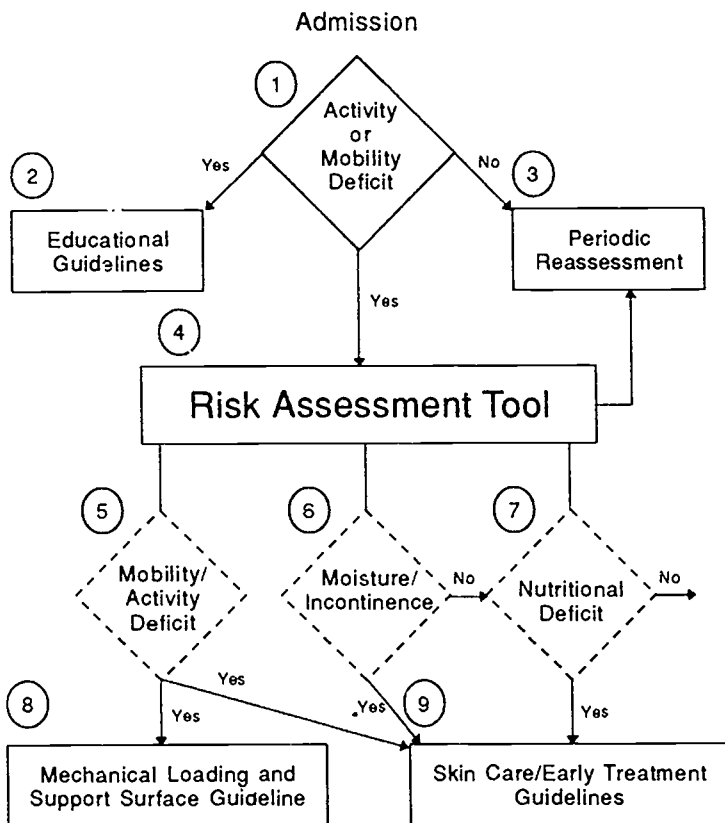 Admission
1
Activity
or
Mobility
Deficit
Yes
No
2
3
Educational
Guidelines
Periodic
Reassessment
Yes
4
Risk Assessment Tool
5
6
7
Mobility/
Activity
Deficit
Moisture/
Incontinence
No
Nutritional
Deficit
No
8
Yes
Yes
Yes
9
Yes
Mechanical Loading and
Support Surface Guideline
Skin Care/Early Treatment
Guidelines